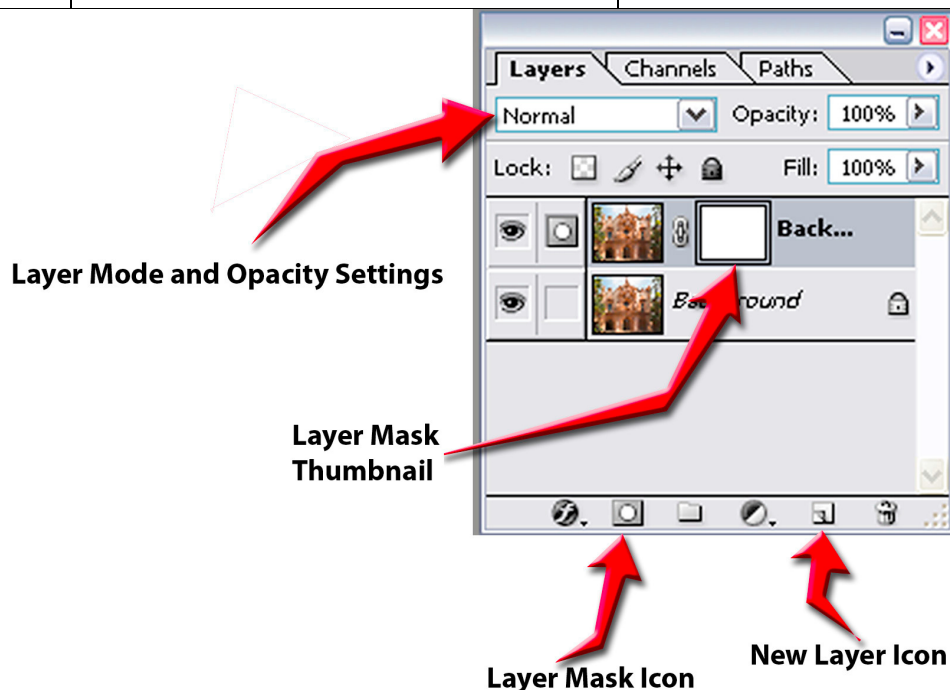 Layers Channels Paths
Normal Opacity: 100%
Lock: Fill: 100%
Back...
Layer Mode and Opacity Settings
Layer Mask
Thumbnail
Layer Mask Icon
New Layer Icon